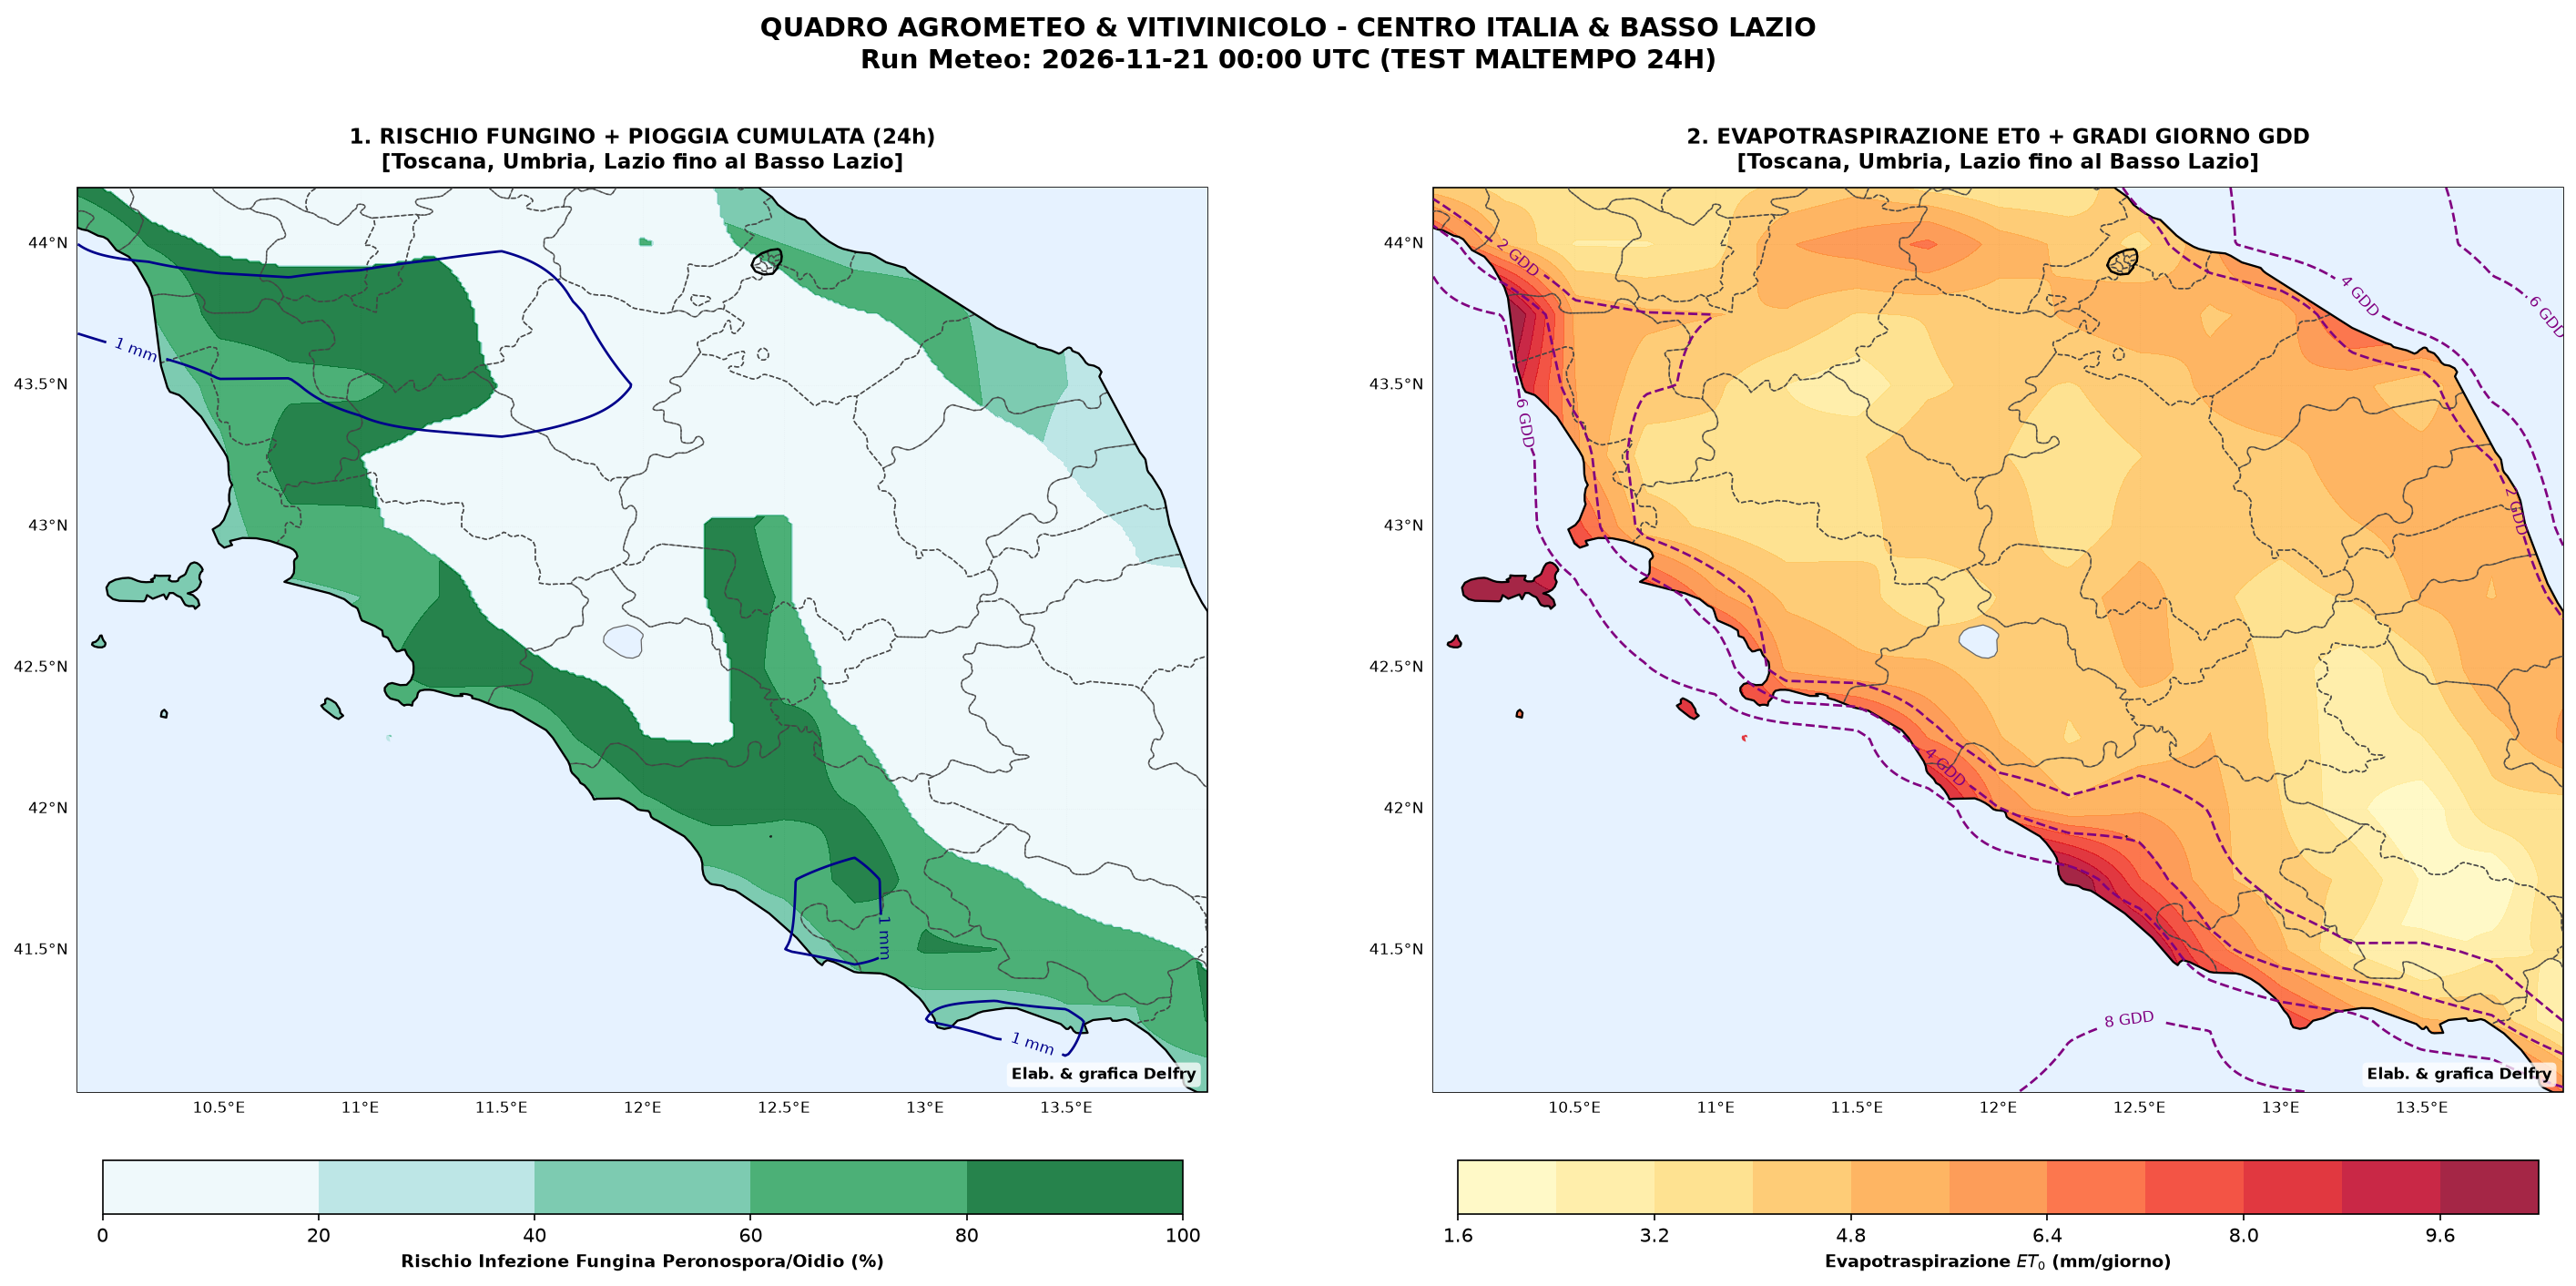 QUADRO AGROMETEO & VITIVINICOLO - CENTRO ITALIA & BASSO LAZIO
Run Meteo: 2026-11-21 00:00 UTC (TEST MALTEMPO 24H)
1. RISCHIO FUNGINO + PIOGGIA CUMULATA (24h)
[Toscana, Umbria, Lazio fino al Basso Lazio]
44°N
43.5°N
43°N
42.5°N
42°N
41.5°N
1 mm
1 mm
1 mm
Elab. & grafica Delfry
10.5°E 11°E 11.5°E 12°E 12.5°E 13°E 13.5°E
0 20 40 60 80 100
Rischio Infezione Fungina Peronospora/Oidio (%)
2. EVAPOTRASPIRAZIONE ET0 + GRADI GIORNO GDD
[Toscana, Umbria, Lazio fino al Basso Lazio]
44°N
43.5°N
43°N
42.5°N
42°N
41.5°N
2 GDD
4 GDD
6 GDD
6 GDD
2 GDD
4 GDD
8 GDD
Elab. & grafica Delfry
10.5°E 11°E 11.5°E 12°E 12.5°E 13°E 13.5°E
1.6 3.2 4.8 6.4 8.0 9.6
Evapotraspirazione ET₀ (mm/giorno)